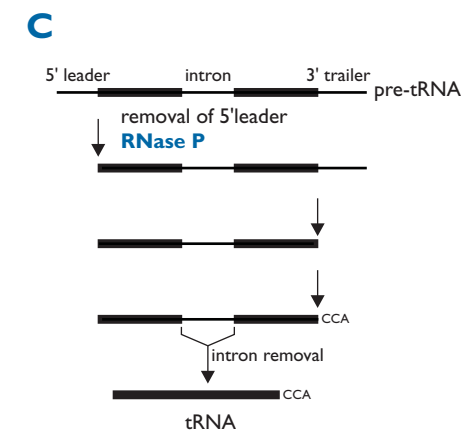 C
5' leader intron 3' trailer
pre-tRNA
removal of 5'leader
RNase P
CCA
intron removal
CCA
tRNA